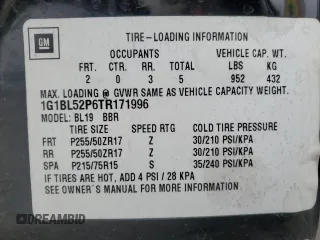 GM
TIRE-LOADING INFORMATION
OCCUPANTS VEHICLE CAP. WT.
FRT. CTR. RR. TOTAL LBS KG
2 0 3 5 952 432
MAX. LOADING @ GVWR SAME AS VEHICLE CAPACITY WEIGHT.
1G1BL52P6TR171996
MODEL: BL19 BBR
TIRE SIZE SPEED RTG COLD TIRE PRESSURE
FRT P255/50ZR17 Z 30/210 PSI/KPA
RR P255/50ZR17 Z 30/210 PSI/KPA
SPA P215/75R15 S 35/240 PSI/KPA
IF TIRES ARE HOT, ADD 4 PSI / 28 KPA
SEE OWNER'S MANUAL FOR MORE INFORMATION.
DREAMBID